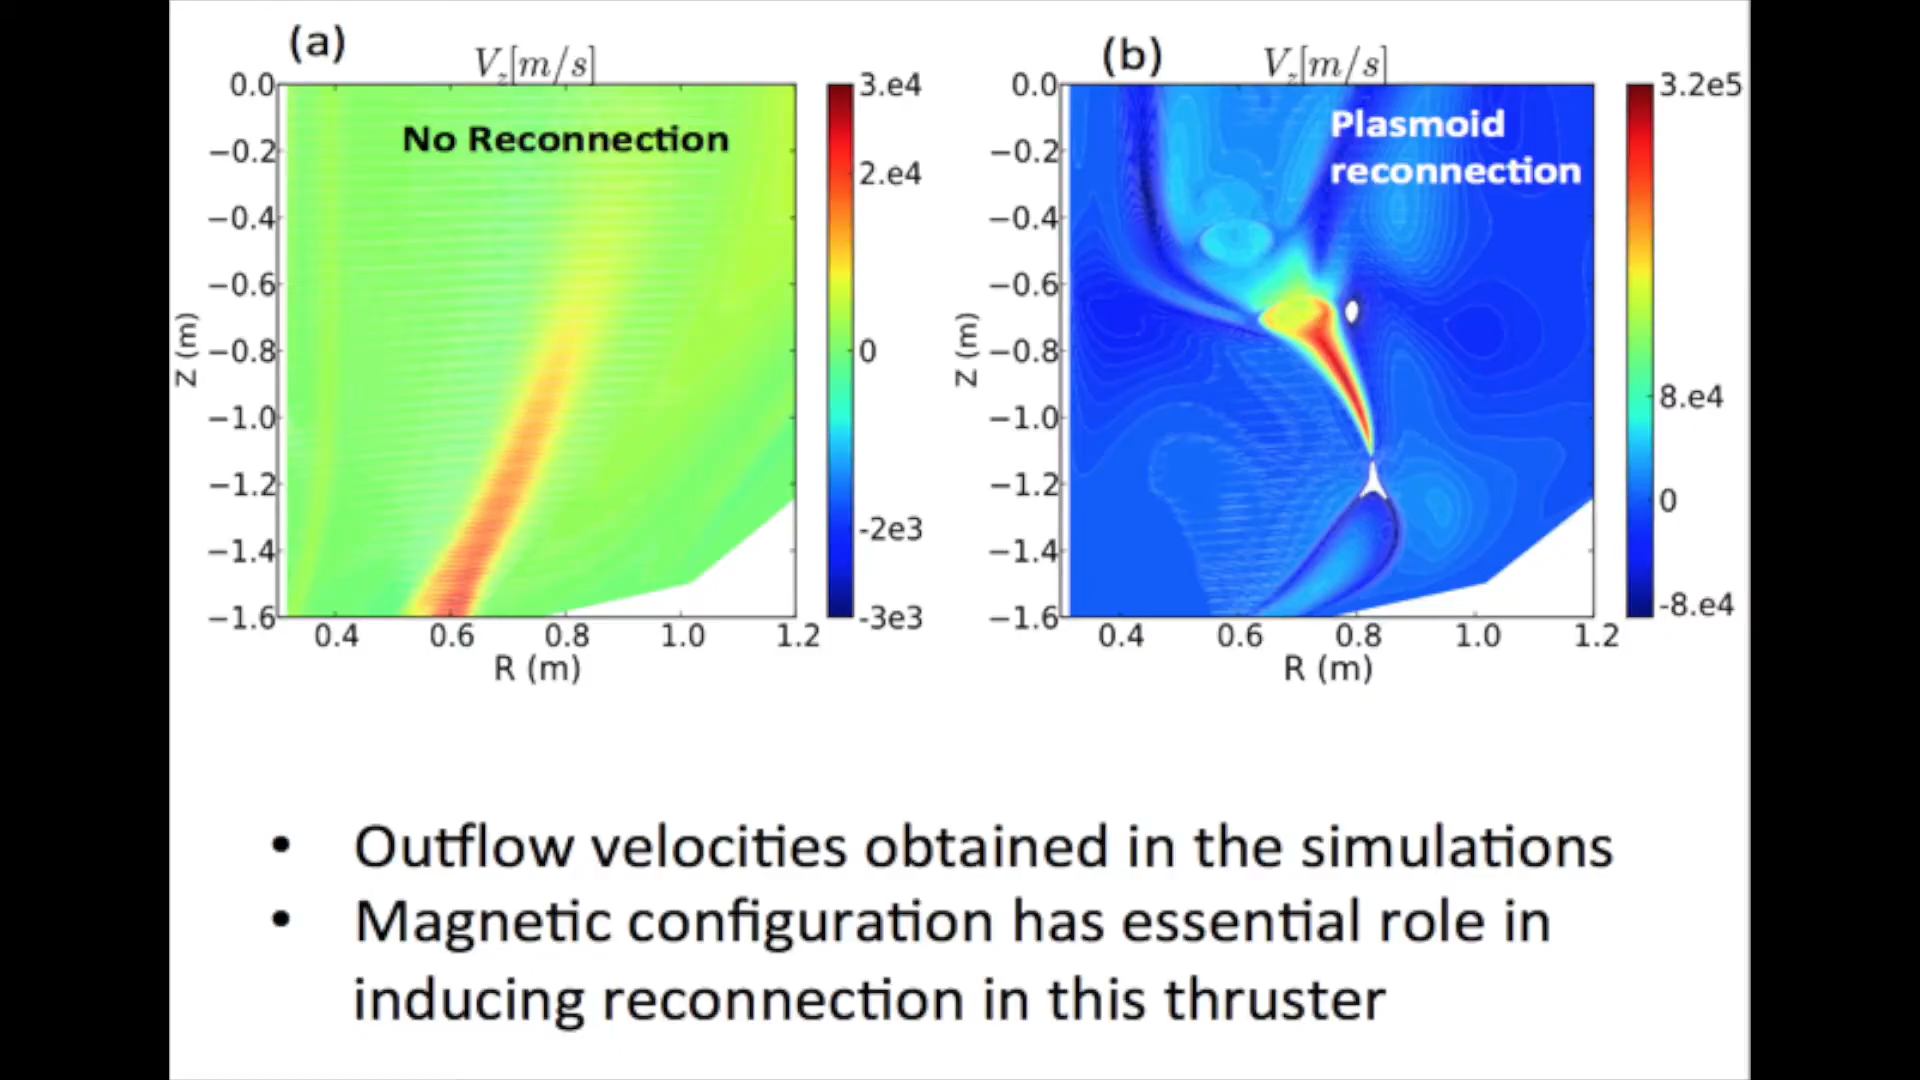 (a)
V_z[m/s]
No Reconnection
0.0
−0.2
−0.4
−0.6
−0.8
−1.0
−1.2
−1.4
−1.6
Z (m)
0.4 0.6 0.8 1.0 1.2
R (m)
3.e4
2.e4
0
-2e3
-3e3
(b)
V_z[m/s]
Plasmoid
reconnection
0.0
−0.2
−0.4
−0.6
−0.8
−1.0
−1.2
−1.4
−1.6
Z (m)
0.4 0.6 0.8 1.0 1.2
R (m)
3.2e5
8.e4
0
-8.e4
• Outflow velocities obtained in the simulations
• Magnetic configuration has essential role in
inducing reconnection in this thruster